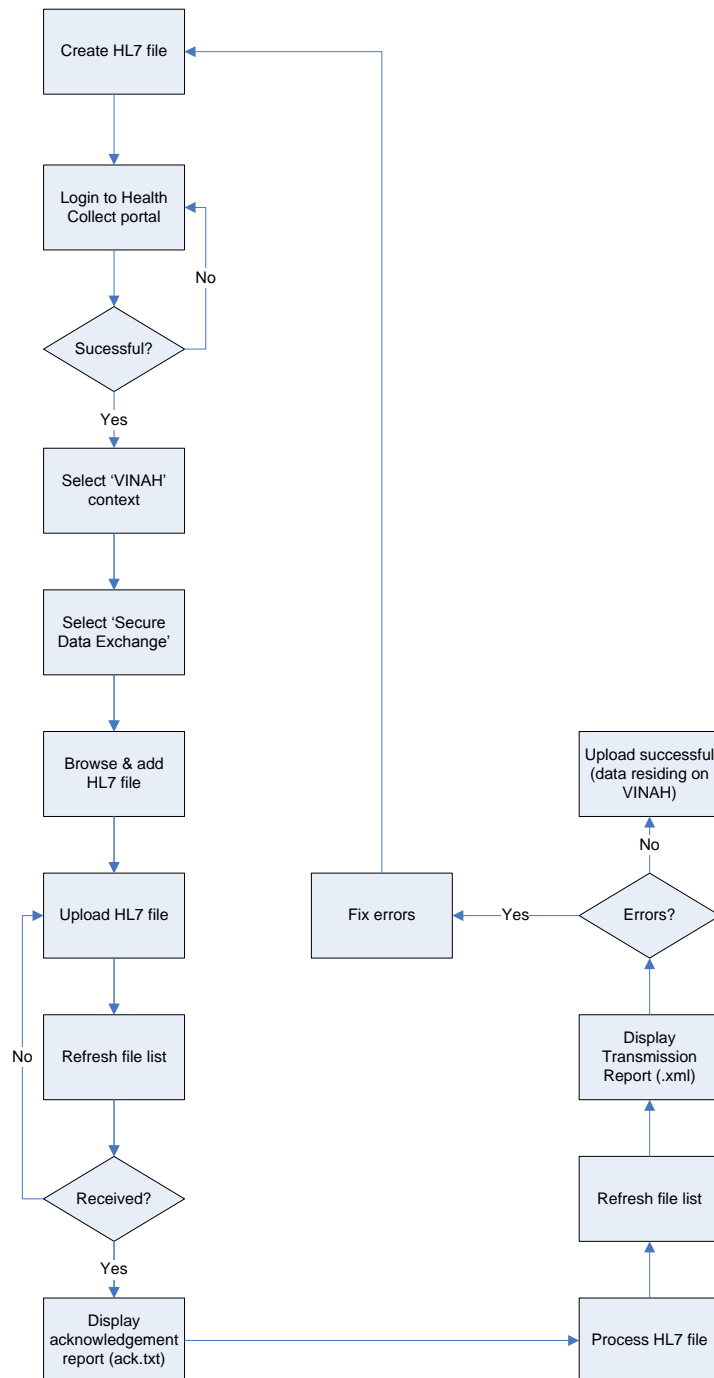 Create HL7 file
Login to Health
Collect portal
No
Sucessful?
Yes
Select ‘VINAH’
context
Select ‘Secure
Data Exchange’
Browse & add
HL7 file
Upload HL7 file
No
Refresh file list
Received?
Yes
Display
acknowledgement
report (ack.txt)
Process HL7 file
Refresh file list
Display
Transmission
Report (.xml)
Errors?
Yes
Fix errors
No
Upload successful
(data residing on
VINAH)